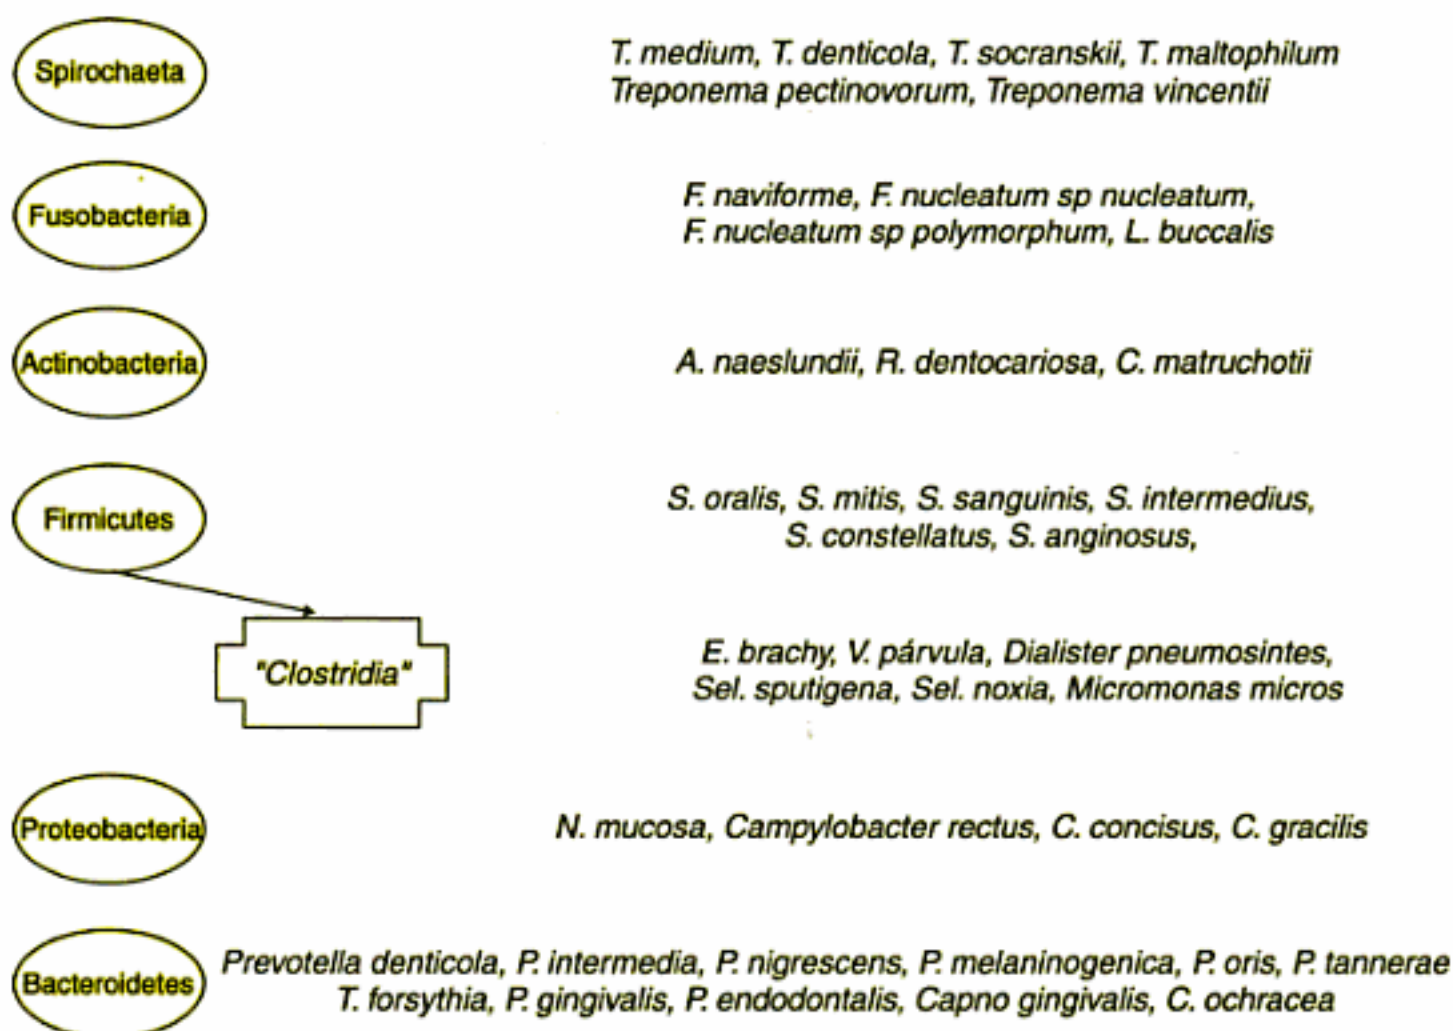 Spirochaeta
T. medium, T. denticola, T. socranskii, T. maltophilum
Treponema pectinovorum, Treponema vincentii
Fusobacteria
F. naviforme, F. nucleatum sp nucleatum,
F. nucleatum sp polymorphum, L. buccalis
Actinobacteria
A. naeslundii, R. dentocariosa, C. matruchotii
Firmicutes
S. oralis, S. mitis, S. sanguinis, S. intermedius,
S. constellatus, S. anginosus,
"Clostridia"
E. brachy, V. párvula, Dialister pneumosintes,
Sel. sputigena, Sel. noxia, Micromonas micros
Proteobacteria
N. mucosa, Campylobacter rectus, C. concisus, C. gracilis
Bacteroidetes
Prevotella denticola, P. intermedia, P. nigrescens, P. melaninogenica, P. oris, P. tannerae
T. forsythia, P. gingivalis, P. endodontalis, Capno gingivalis, C. ochracea